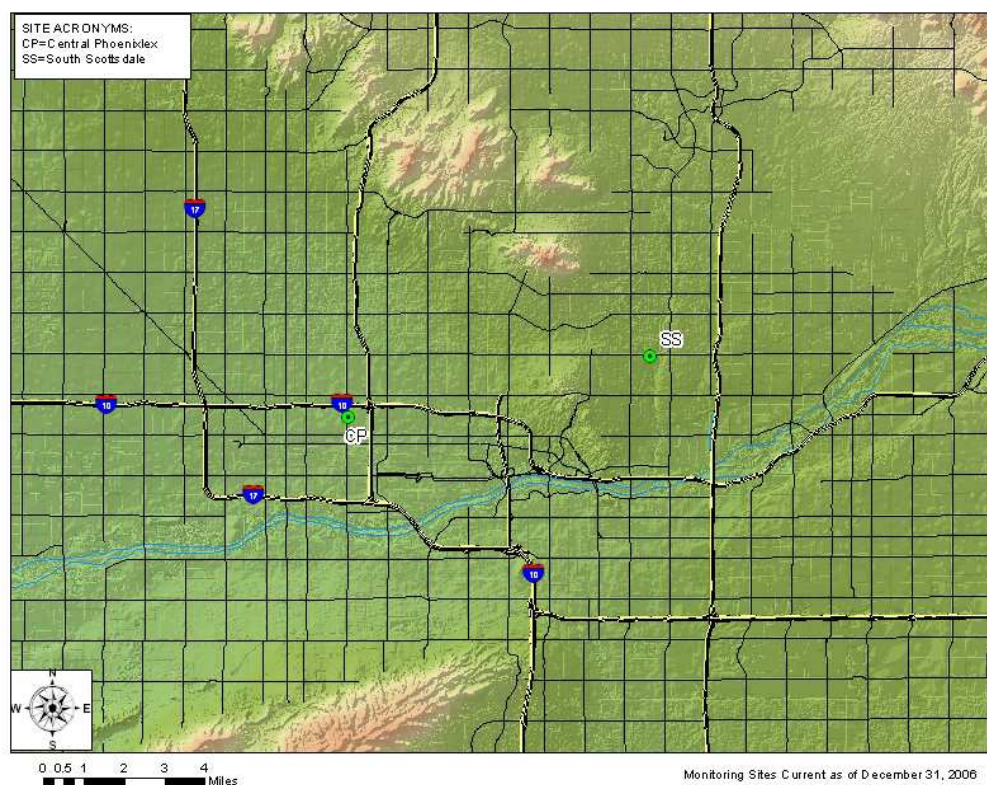 SITE ACRONYMS:
CP=Central Phoenixlex
SS=South Scottsdale
17
SS
10
10
CP
17
10
N
W E
S
0 0.5 1 2 3 4
Miles
Monitoring Sites Current as of December 31, 2006